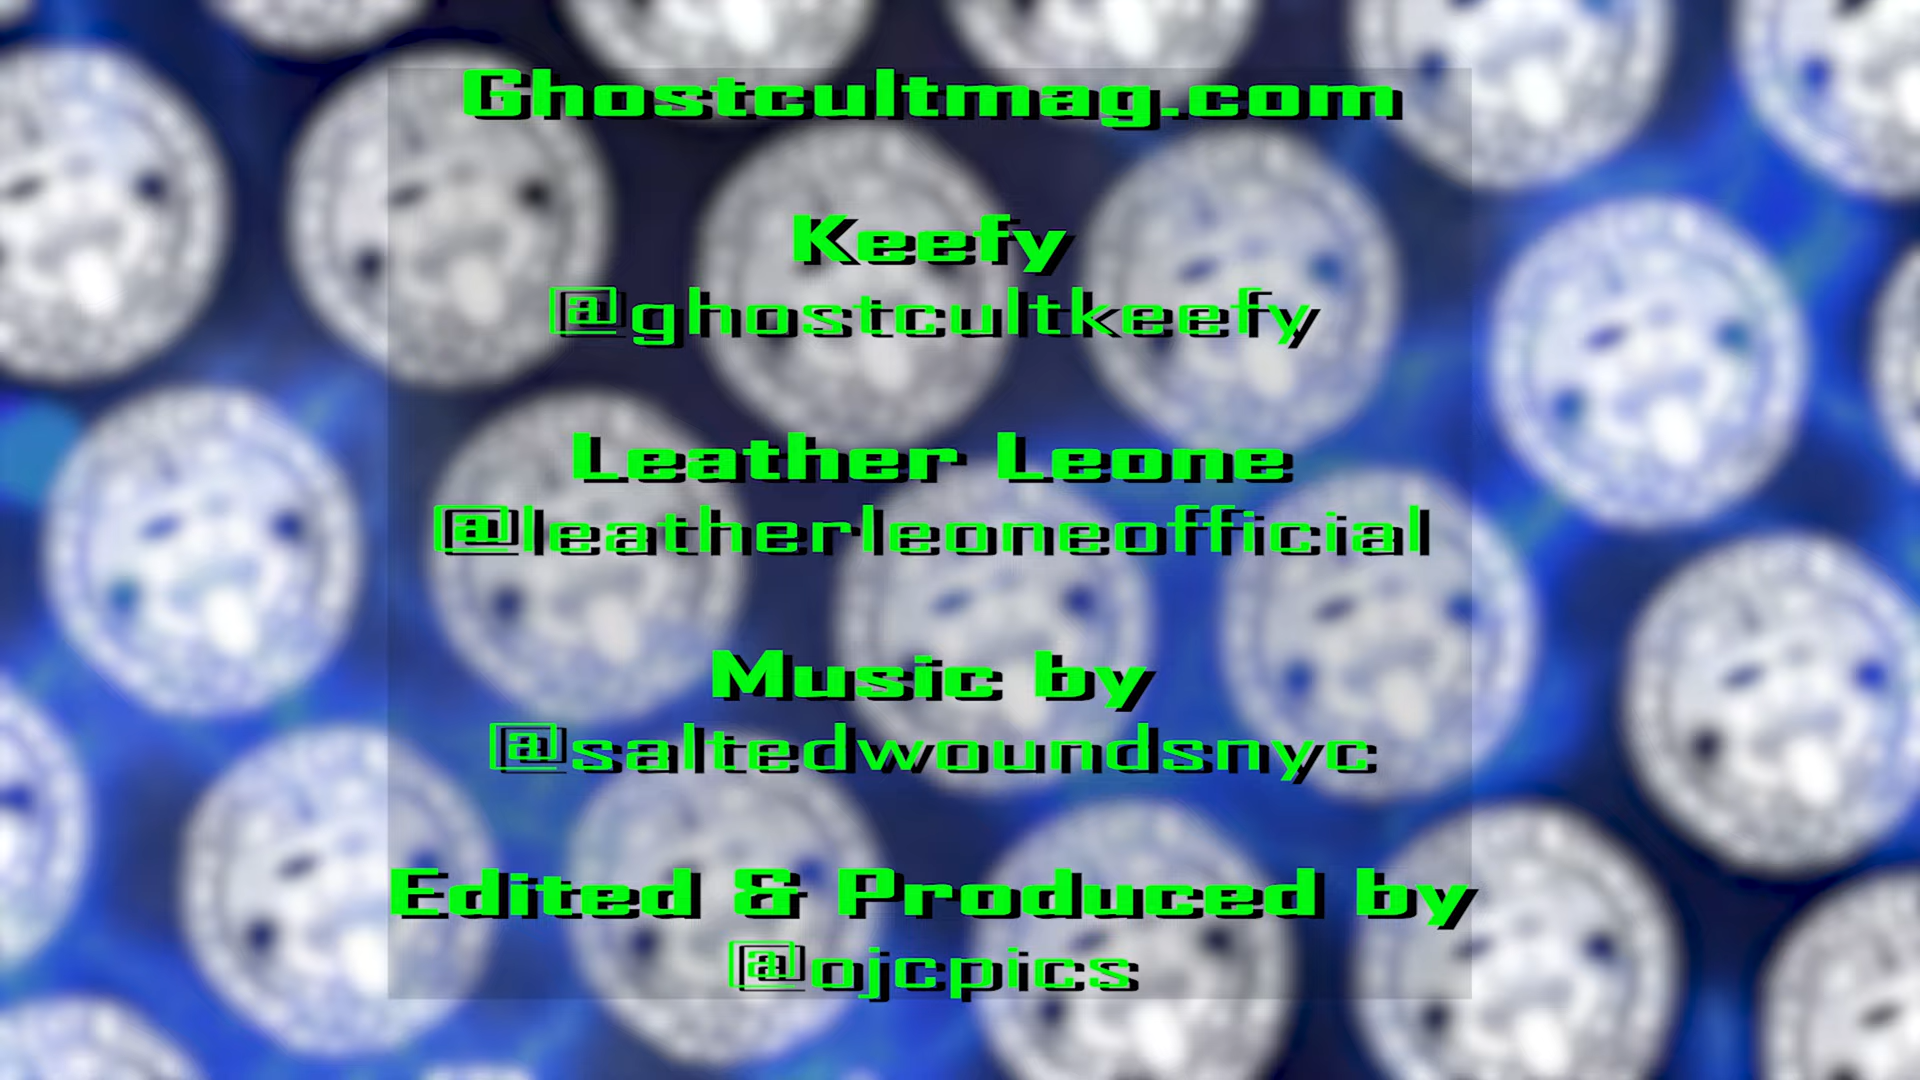 Ghostcultmag.com
Keefy
@ghostcultkeefy
Leather Leone
@leatherleoneofficial
Music by
@saltedwoundsnyc
Edited & Produced by
@ojcpics